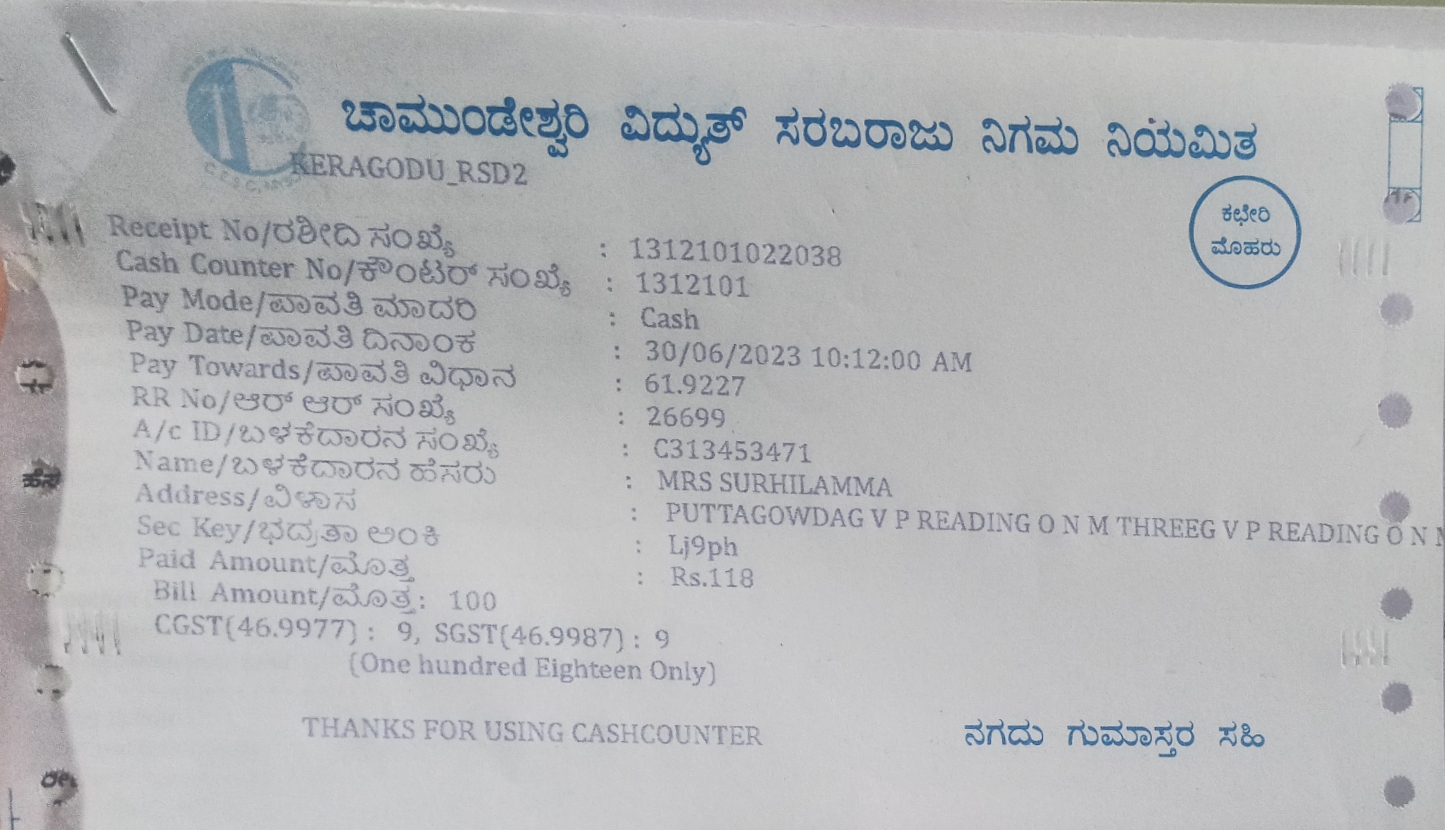 ಚಾಮುಂಡೇಶ್ವರಿ ವಿದ್ಯುತ್ ಸರಬರಾಜು ನಿಗಮ ನಿಯಮಿತ
KERAGODU_RSD2
ಕಛೇರಿ
ಮೊಹರು
Receipt No/ರಶೀದಿ ಸಂಖ್ಯೆ : 1312101022038
Cash Counter No/ಕೌಂಟರ್ ಸಂಖ್ಯೆ : 1312101
Pay Mode/ಪಾವತಿ ಮಾದರಿ : Cash
Pay Date/ಪಾವತಿ ದಿನಾಂಕ : 30/06/2023 10:12:00 AM
Pay Towards/ಪಾವತಿ ವಿಧಾನ : 61.9227
RR No/ಆರ್ ಆರ್ ಸಂಖ್ಯೆ : 26699
A/c ID/ಬಳಕೆದಾರನ ಸಂಖ್ಯೆ : C313453471
Name/ಬಳಕೆದಾರನ ಹೆಸರು : MRS SURHILAMMA
Address/ವಿಳಾಸ : PUTTAGOWDAG V P READING O N M THREEG V P READING O N
Sec Key/ಭದ್ರತಾ ಅಂಕಿ : Lj9ph
Paid Amount/ಮೊತ್ತ : Rs.118
Bill Amount/ಮೊತ್ತ: 100
CGST(46.9977) : 9, SGST(46.9987) : 9
(One hundred Eighteen Only)
THANKS FOR USING CASHCOUNTER
ನಗದು ಗುಮಾಸ್ತರ ಸಹಿ